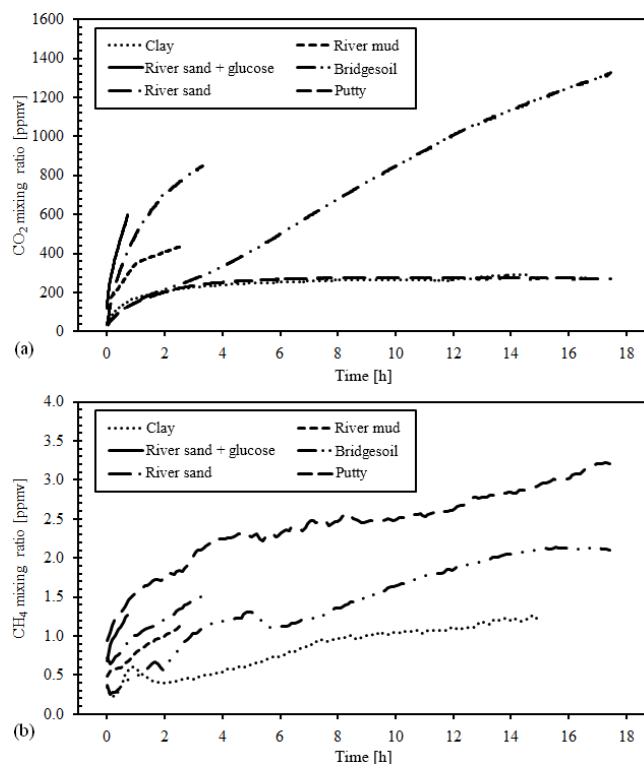 1600
1400
1200
1000
800
600
400
200
0
CO2 mixing ratio [ppmv]
Clay
River sand + glucose
River sand
River mud
Bridgesoil
Putty
0 2 4 6 8 10 12 14 16 18
(a)
Time [h]
4.0
3.5
3.0
2.5
2.0
1.5
1.0
0.5
0.0
CH4 mixing ratio [ppmv]
Clay
River sand + glucose
River sand
River mud
Bridgesoil
Putty
0 2 4 6 8 10 12 14 16 18
(b)
Time [h]